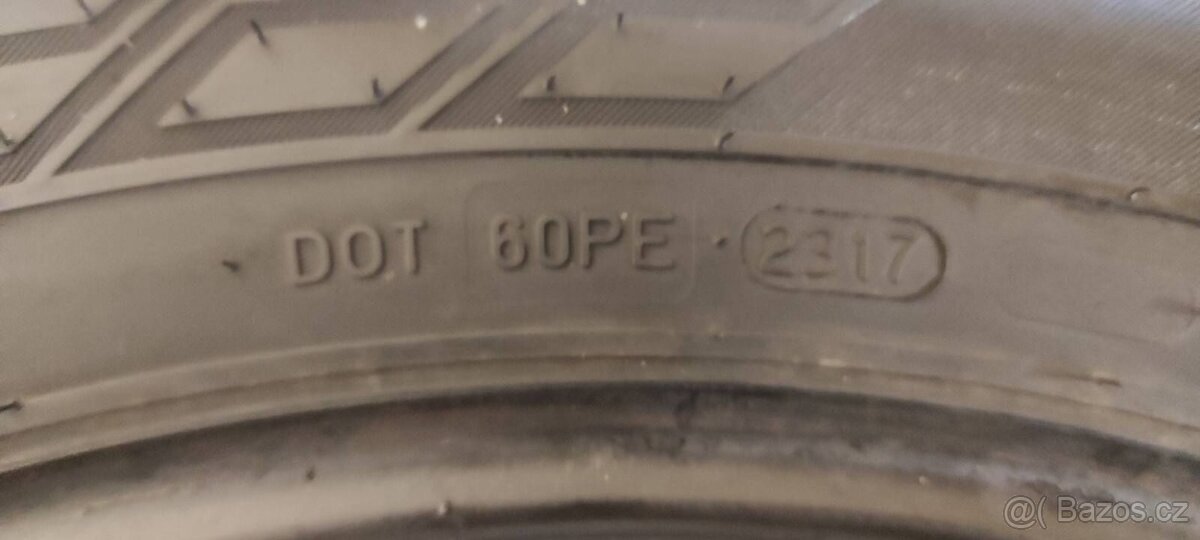 DOT 60PE 2317
@( Bazos.cz